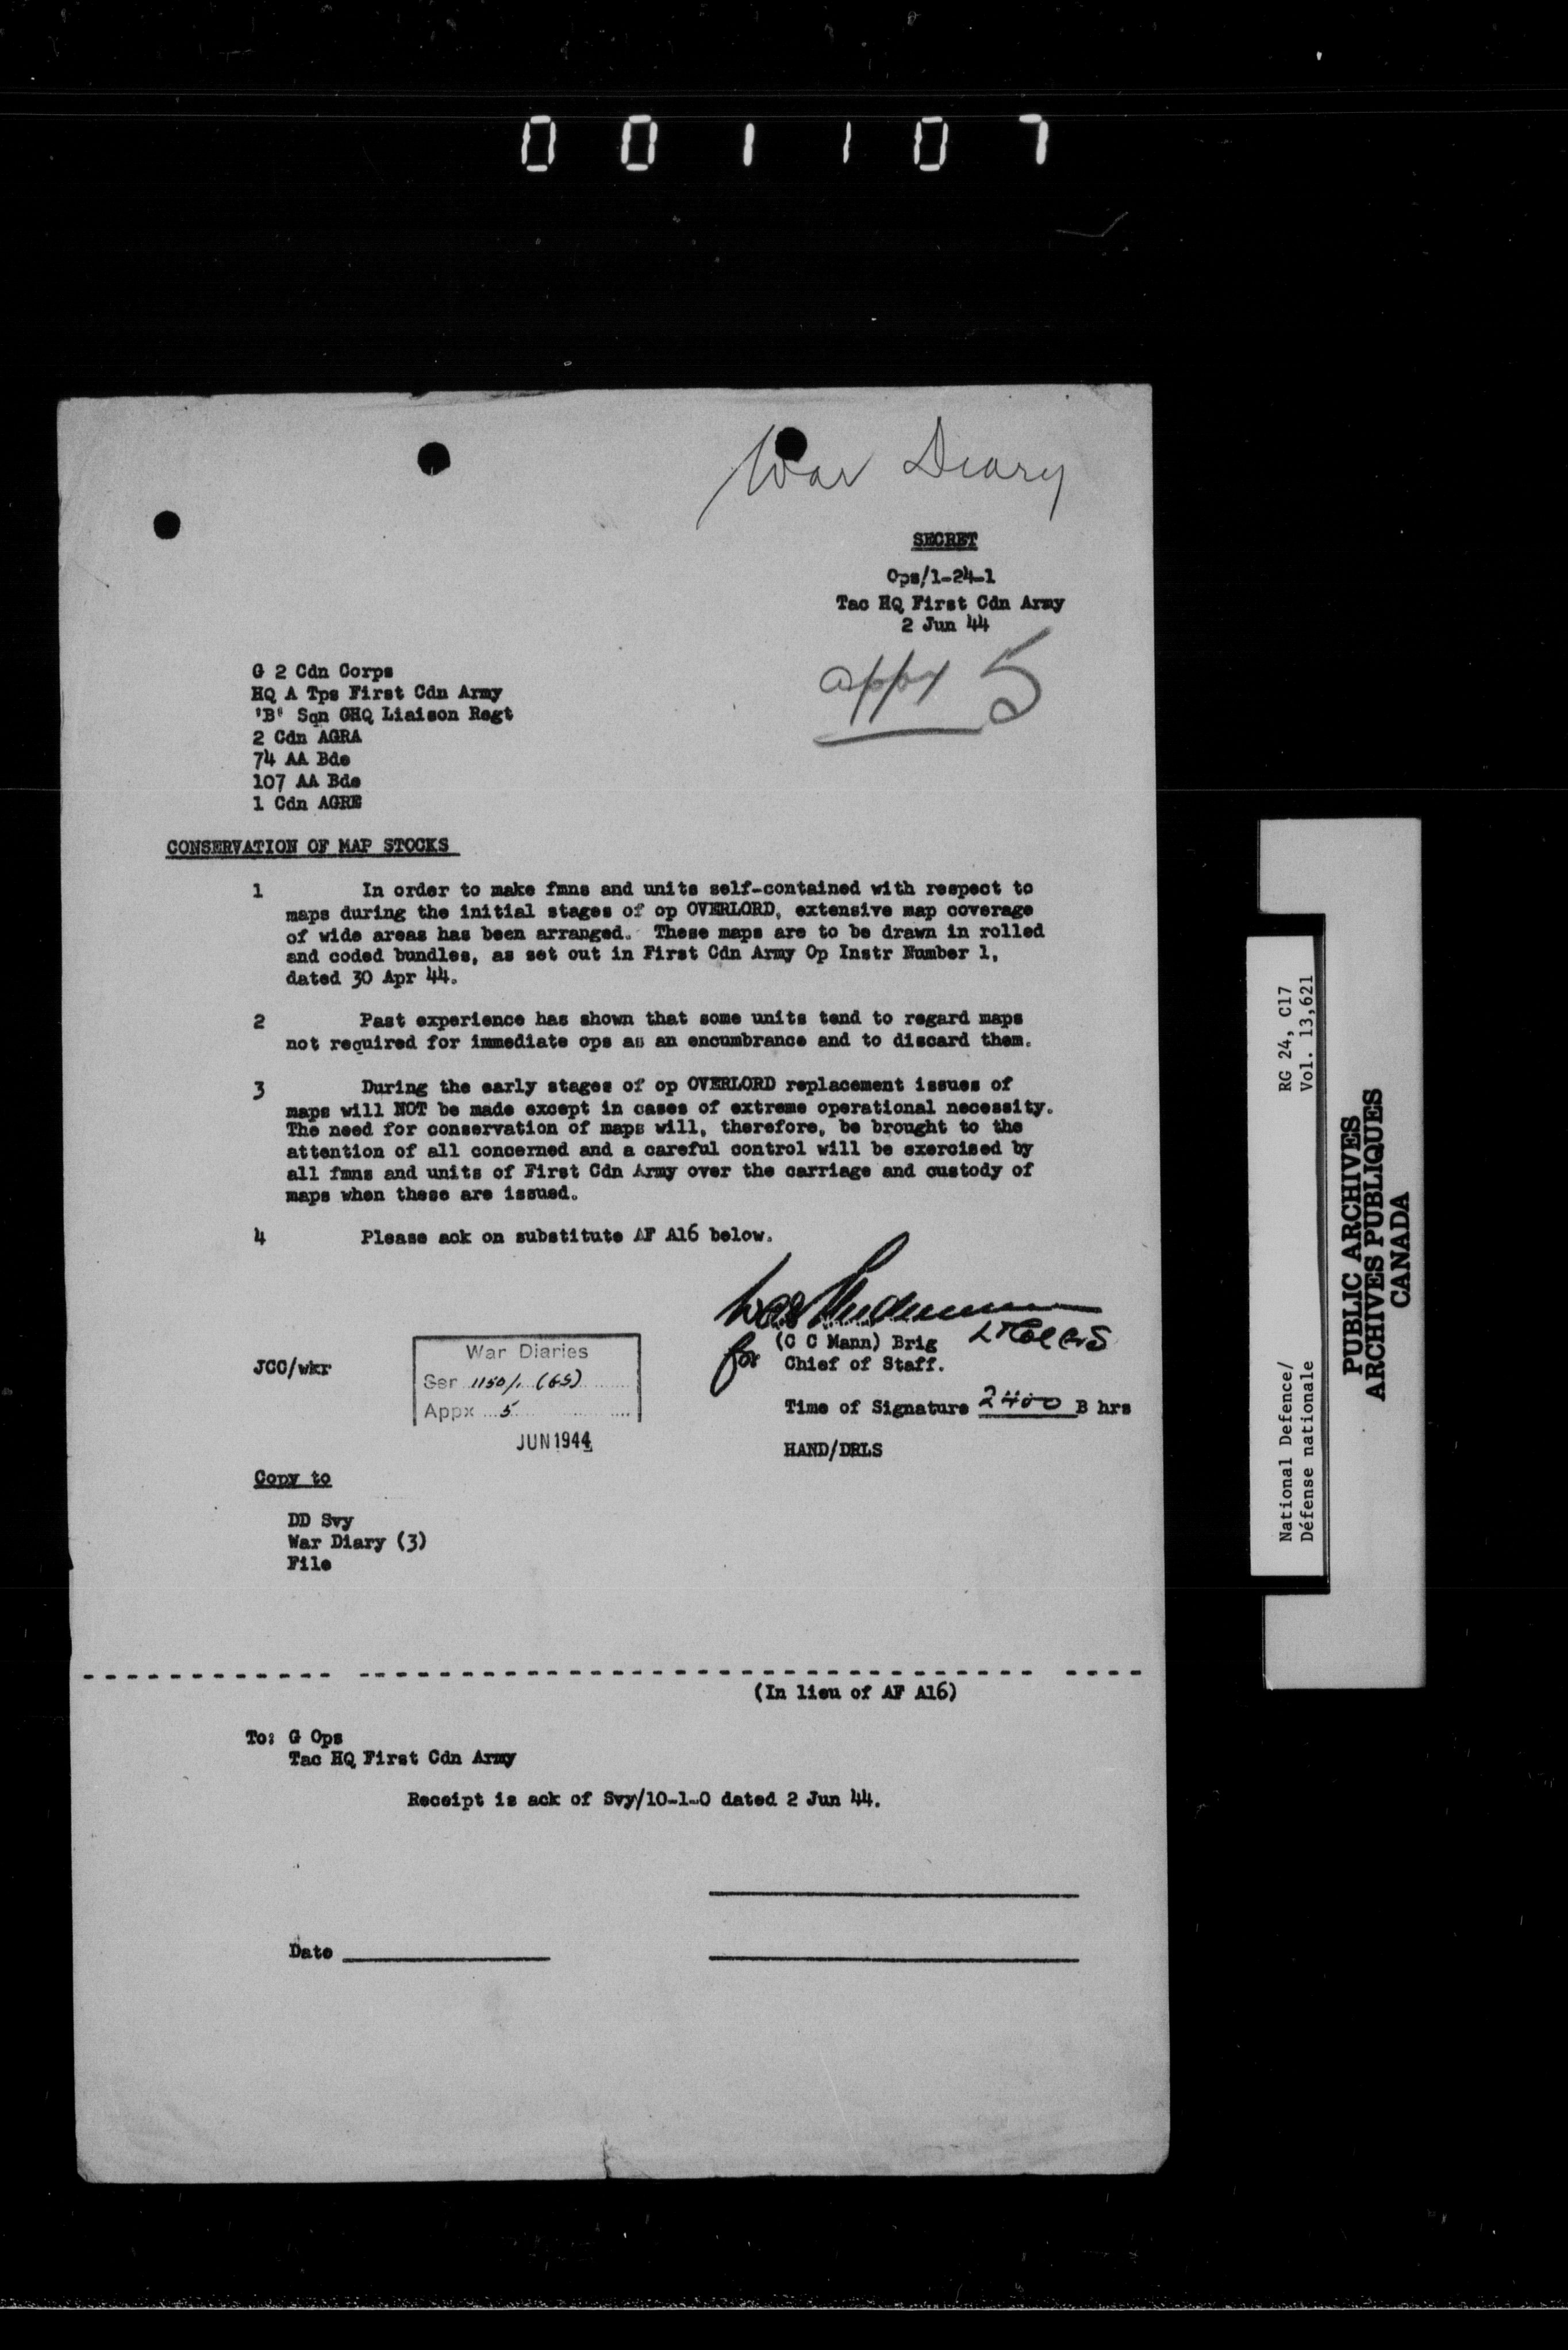 001107
War Diary
SECRET
Ops/1-24-1
Tac HQ First Cdn Army
2 Jun 44
appx 5
G 2 Cdn Corps
HQ A Tps First Cdn Army
'B' Sqn GHQ Liaison Regt
2 Cdn AGRA
74 AA Bde
107 AA Bde
1 Cdn AGRE
CONSERVATION OF MAP STOCKS
1 In order to make fmns and units self-contained with respect to
maps during the initial stages of op OVERLORD, extensive map coverage
of wide areas has been arranged. These maps are to be drawn in rolled
and coded bundles, as set out in First Cdn Army Op Instr Number 1,
dated 30 Apr 44.
2 Past experience has shown that some units tend to regard maps
not required for immediate ops as an encumbrance and to discard them.
3 During the early stages of op OVERLORD replacement issues of
maps will NOT be made except in cases of extreme operational necessity.
The need for conservation of maps will, therefore, be brought to the
attention of all concerned and a careful control will be exercised by
all fmns and units of First Cdn Army over the carriage and custody of
maps when these are issued.
4 Please ack on substitute AF A16 below.
for (C C Mann) Brig
Chief of Staff.
JCC/wkr
War Diaries
Ser 1150/1 (GS)
Appx 5
JUN 1944
Time of Signature 2400 B hrs
HAND/DRLS
Copy to
DD Svy
War Diary (3)
File
(In lieu of AF A16)
To: G Ops
Tac HQ First Cdn Army
Receipt is ack of Svy/10-1-0 dated 2 Jun 44.
Date
National Defence/
Défense nationale
RG 24, C17
Vol. 13,621
PUBLIC ARCHIVES
ARCHIVES PUBLIQUES
CANADA